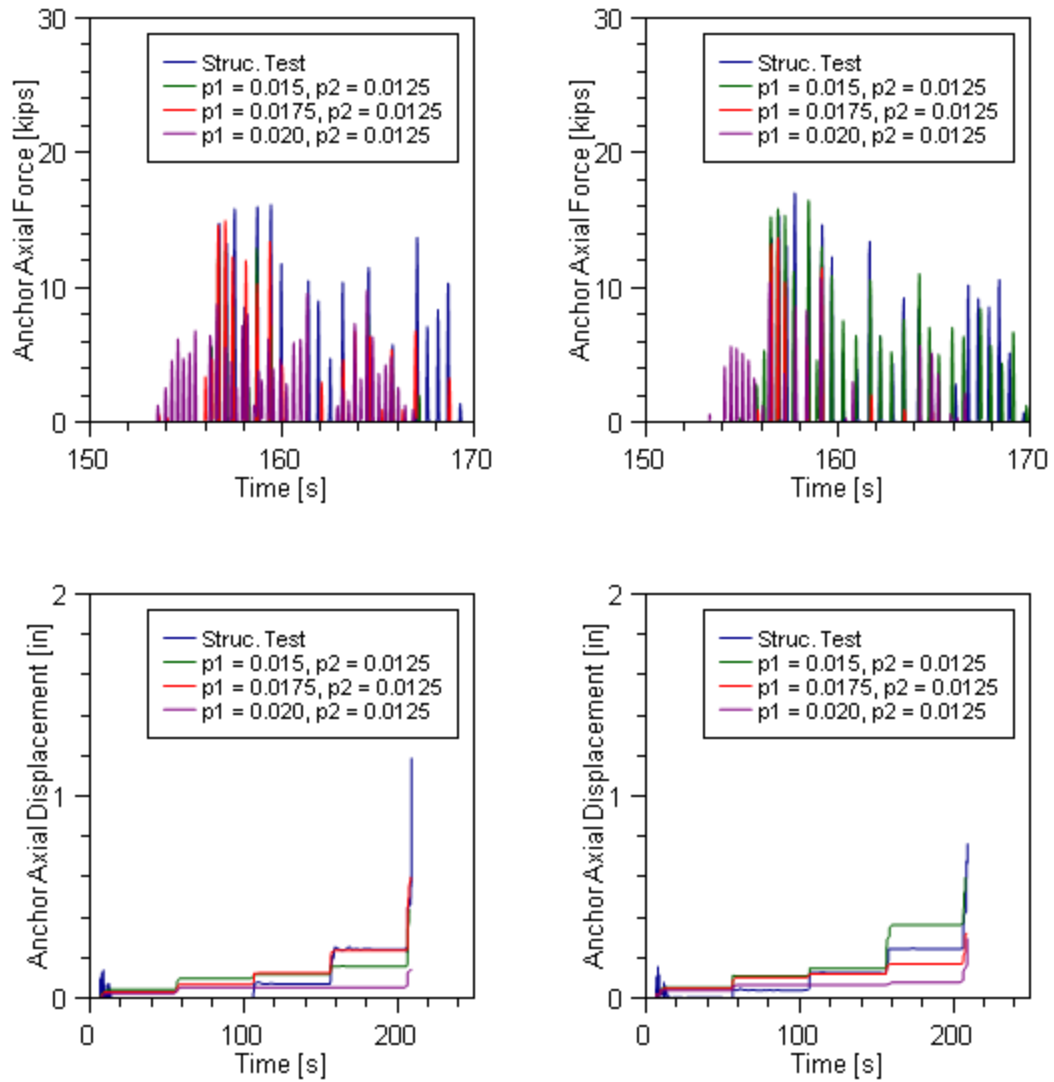 30
20
10
0
Anchor Axial Force [kips]
Struc. Test
p1 = 0.015, p2 = 0.0125
p1 = 0.0175, p2 = 0.0125
p1 = 0.020, p2 = 0.0125
150
160
170
Time [s]
30
20
10
0
Anchor Axial Force [kips]
Struc. Test
p1 = 0.015, p2 = 0.0125
p1 = 0.0175, p2 = 0.0125
p1 = 0.020, p2 = 0.0125
150
160
170
Time [s]
2
1
0
Anchor Axial Displacement [in]
Struc. Test
p1 = 0.015, p2 = 0.0125
p1 = 0.0175, p2 = 0.0125
p1 = 0.020, p2 = 0.0125
0
100
200
Time [s]
2
1
0
Anchor Axial Displacement [in]
Struc. Test
p1 = 0.015, p2 = 0.0125
p1 = 0.0175, p2 = 0.0125
p1 = 0.020, p2 = 0.0125
0
100
200
Time [s]